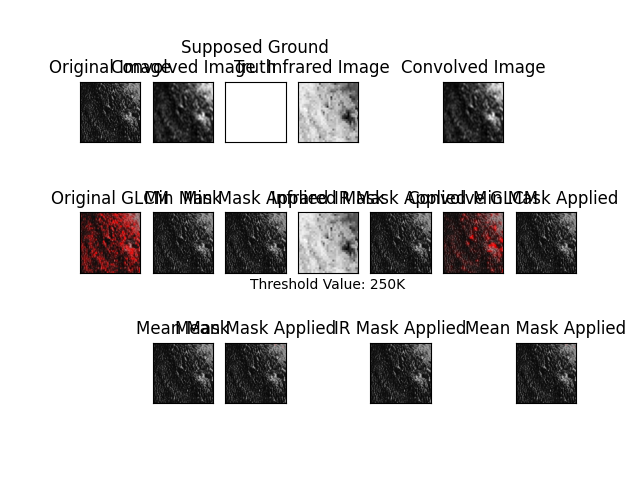 Supposed Ground
Original Image Convolved Image Truth Infrared Image Convolved Image
Original GLCM Min Mask Min Mask Applied Infrared Mask IR Mask Applied Convolve GLCM Min Mask Applied
Threshold Value: 250K
Mean Mask Mean Mask Applied IR Mask Applied Mean Mask Applied